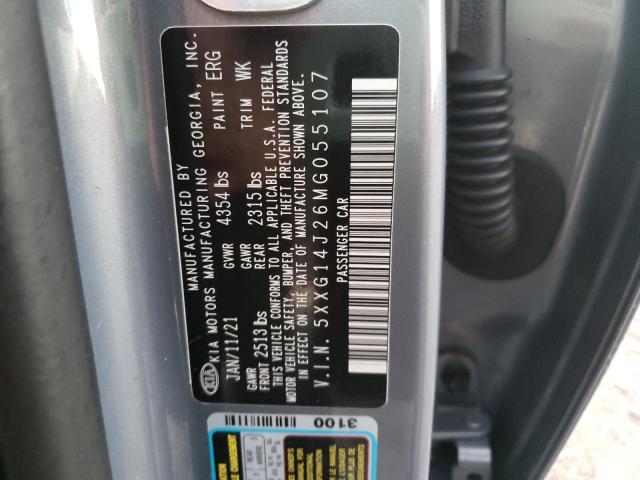 MANUFACTURED BY
KIA KIA MOTORS MANUFACTURING GEORGIA, INC.
JAN/11/21 GVWR 4354 lbs PAINT ERG
GAWR FRONT 2513 lbs GAWR REAR 2315 lbs TRIM WK
THIS VEHICLE CONFORMS TO ALL APPLICABLE U.S.A. FEDERAL
MOTOR VEHICLE SAFETY, BUMPER, AND THEFT PREVENTION STANDARDS
IN EFFECT ON THE DATE OF MANUFACTURE SHOWN ABOVE.
V.I.N. 5XXG14J26MG055107
PASSENGER CAR
3100